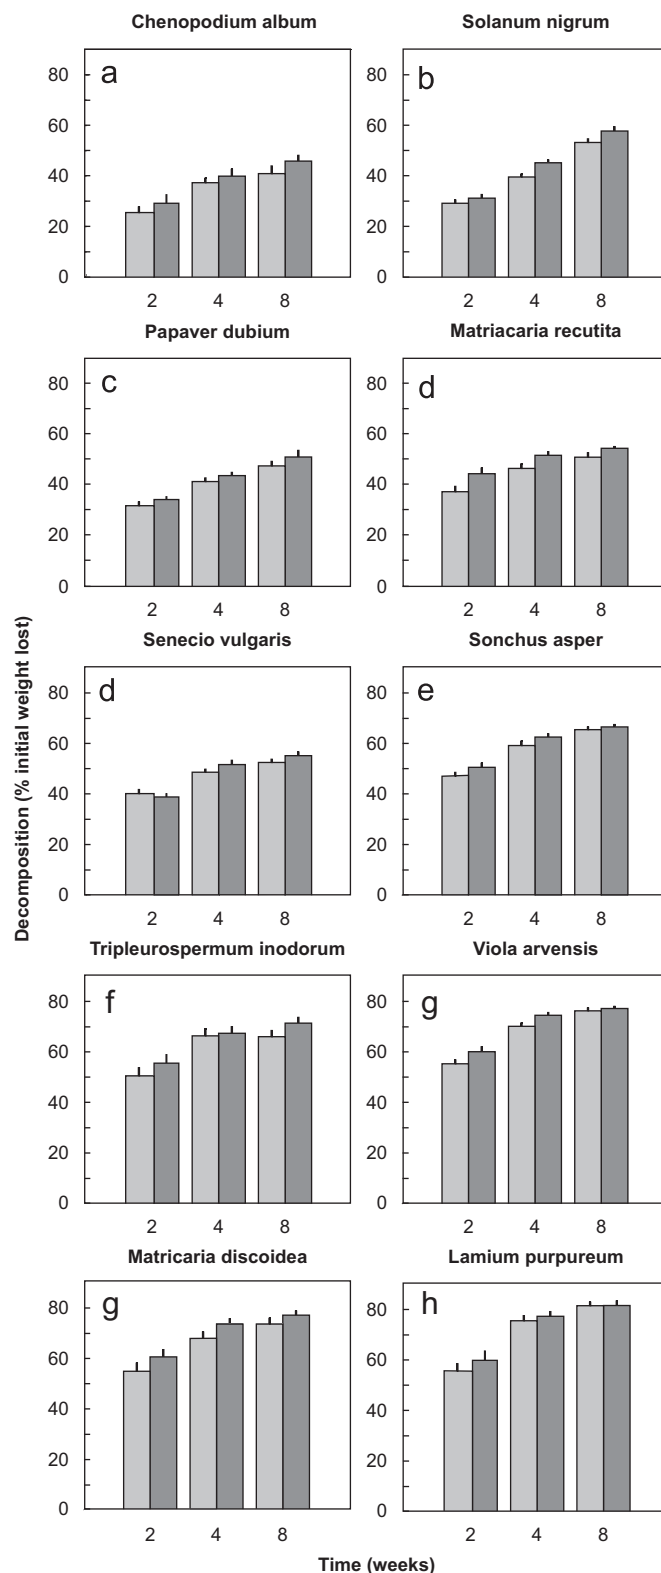 Chenopodium album
Solanum nigrum
80
60
40
20
0
a
2 4 8
80
60
40
20
0
b
2 4 8
Papaver dubium
Matriacaria recutita
80
60
40
20
0
c
2 4 8
80
60
40
20
0
d
2 4 8
Senecio vulgaris
Sonchus asper
80
60
40
20
0
d
2 4 8
80
60
40
20
0
e
2 4 8
Tripleurospermum inodorum
Viola arvensis
80
60
40
20
0
f
2 4 8
80
60
40
20
0
g
2 4 8
Matricaria discoidea
Lamium purpureum
80
60
40
20
0
g
2 4 8
80
60
40
20
0
h
2 4 8
Decomposition (% initial weight lost)
Time (weeks)